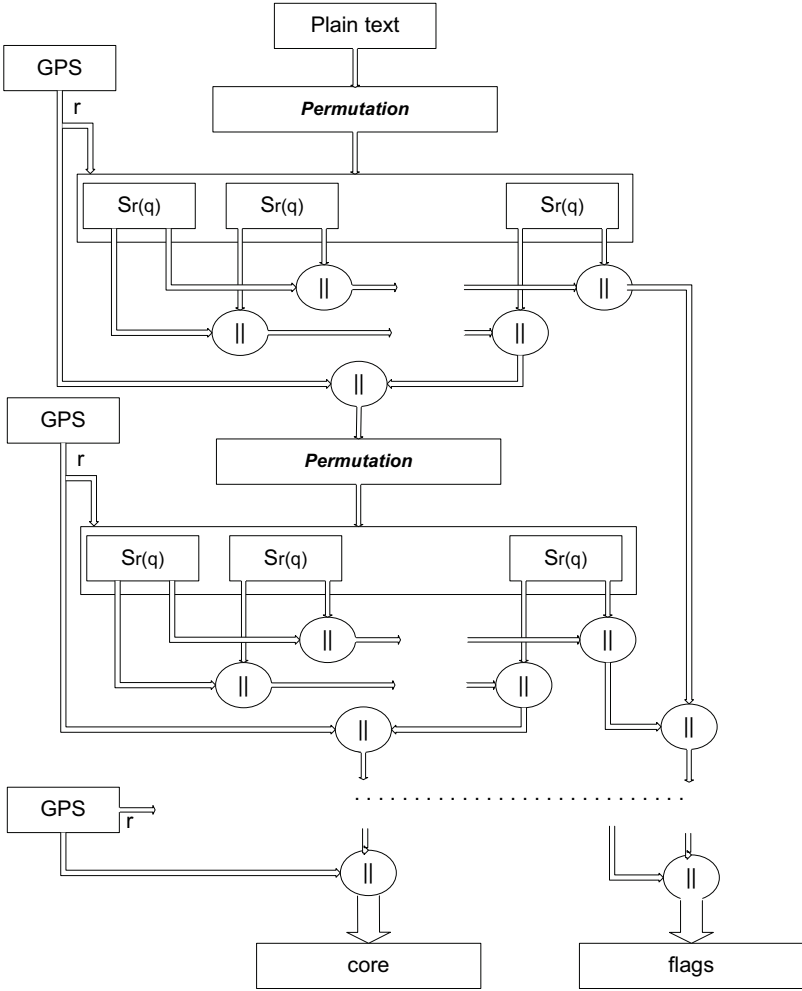 Plain text
GPS
r
Permutation
Sr(q) Sr(q) Sr(q)
|| ||
|| ||
||
GPS
r
Permutation
Sr(q) Sr(q) Sr(q)
|| ||
|| ||
|| ||
GPS
r
. . . . . . . . . . . . . . . . . . . . . . . . . . . .
|| ||
core flags